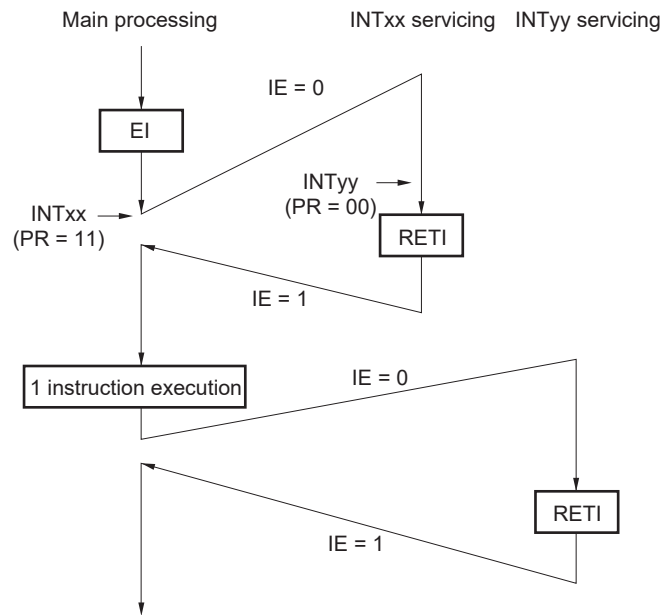 Main processing
INTxx servicing
INTyy servicing
IE = 0
EI
INTyy
(PR = 00)
INTxx
(PR = 11)
RETI
IE = 1
1 instruction execution
IE = 0
RETI
IE = 1